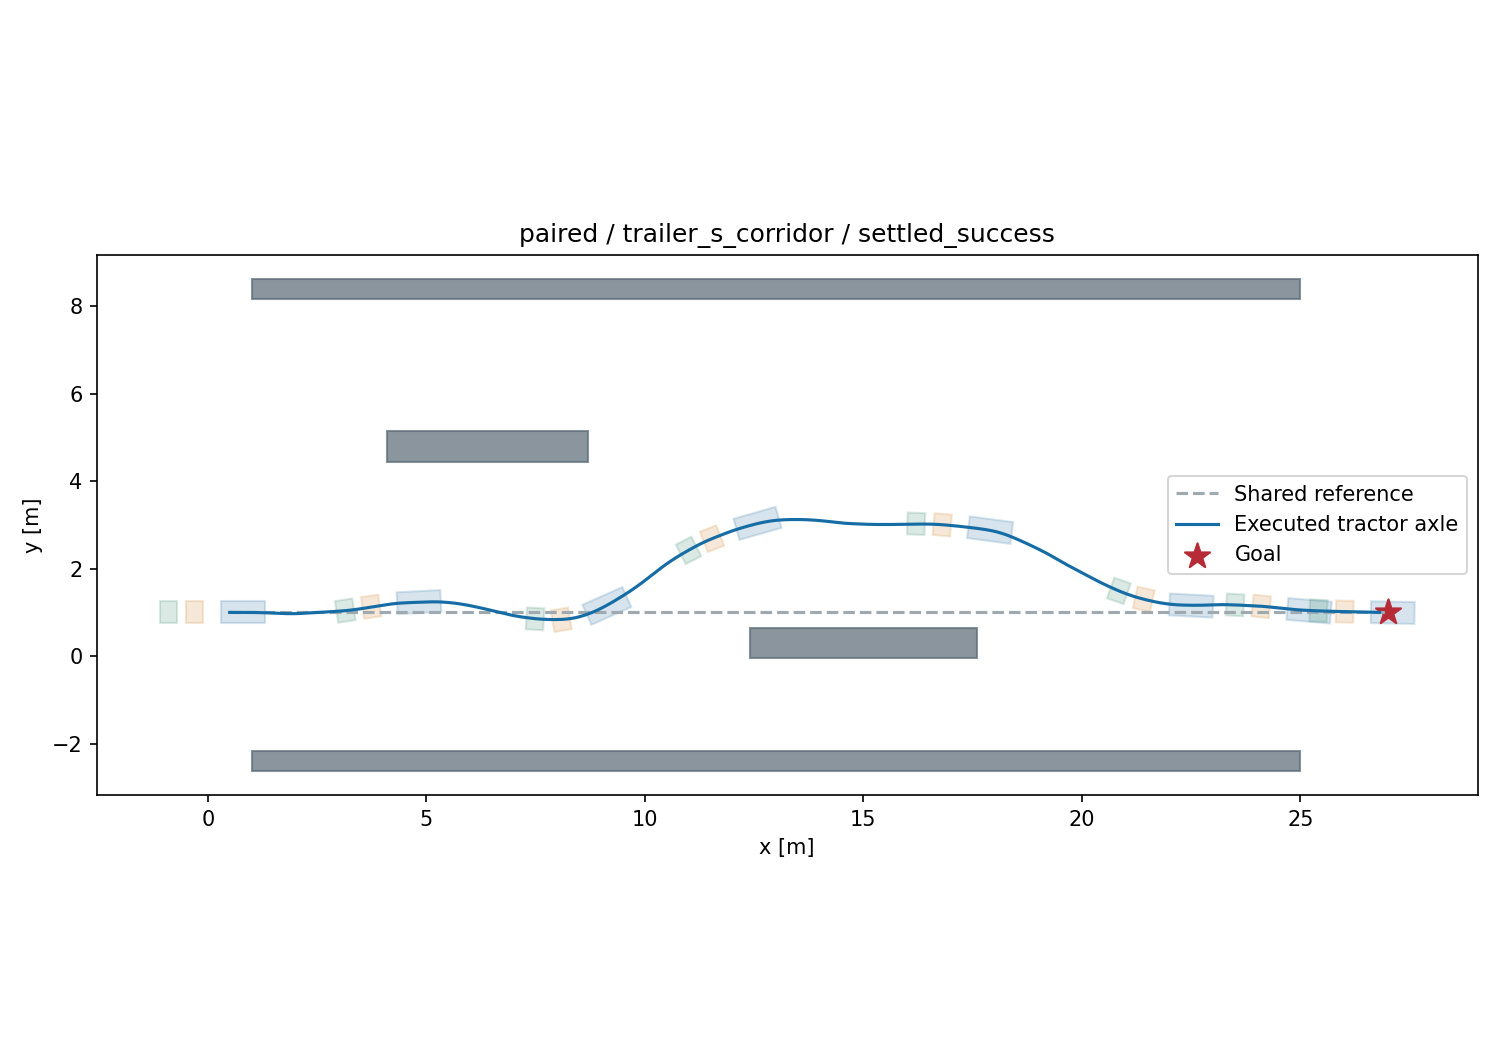 paired / trailer_s_corridor / settled_success
8
6
4
2
0
−2
y [m]
Shared reference
Executed tractor axle
Goal
0 5 10 15 20 25
x [m]